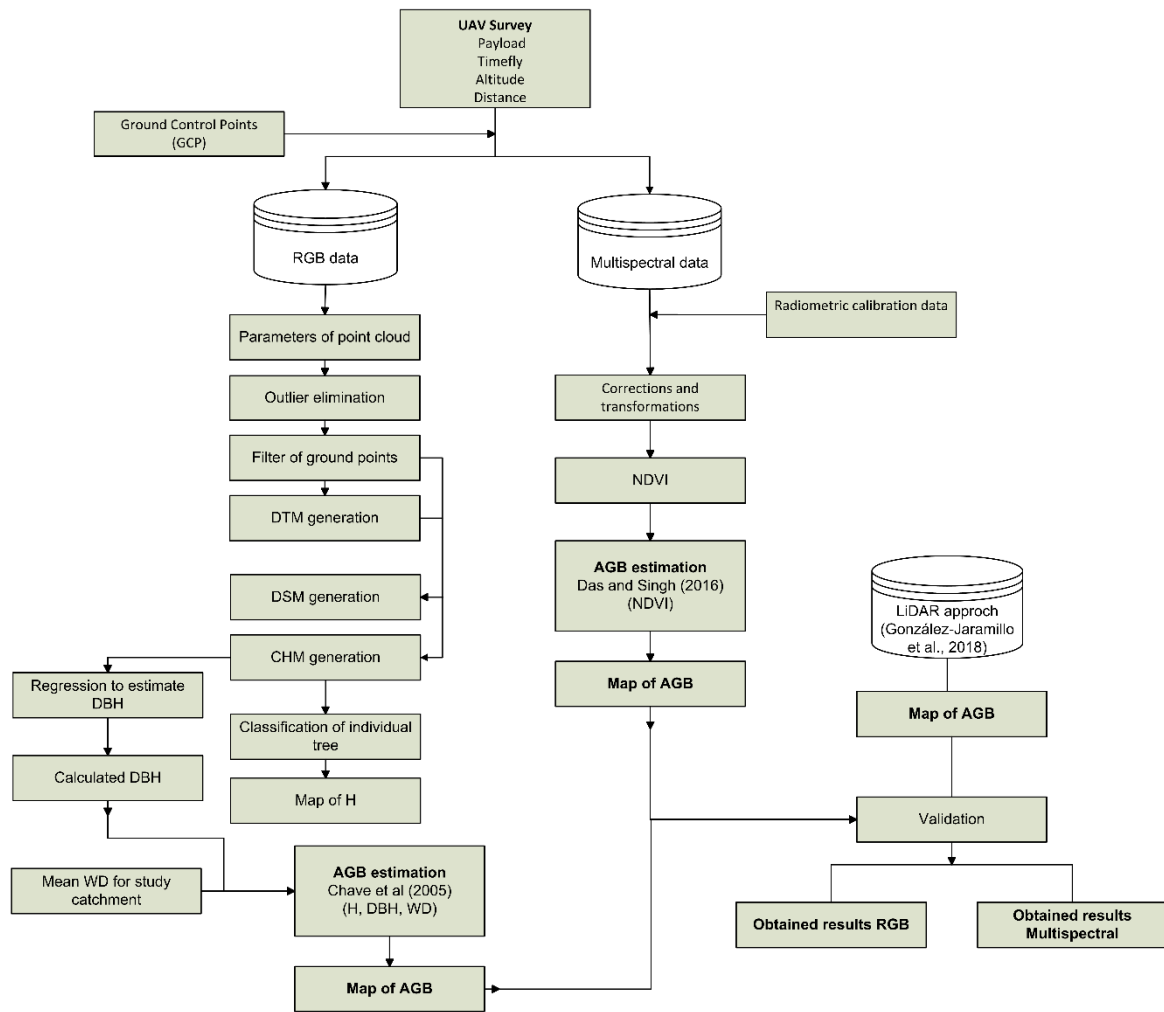 UAV Survey
Payload
Timefly
Altitude
Distance
Ground Control Points
(GCP)
RGB data
Multispectral data
Radiometric calibration data
Parameters of point cloud
Outlier elimination
Filter of ground points
DTM generation
DSM generation
CHM generation
Classification of individual
tree
Map of H
Regression to estimate
DBH
Calculated DBH
Mean WD for study
catchment
AGB estimation
Chave et al (2005)
(H, DBH, WD)
Map of AGB
Corrections and
transformations
NDVI
AGB estimation
Das and Singh (2016)
(NDVI)
Map of AGB
LiDAR approch
(González-Jaramillo
et al., 2018)
Map of AGB
Validation
Obtained results RGB
Obtained results
Multispectral